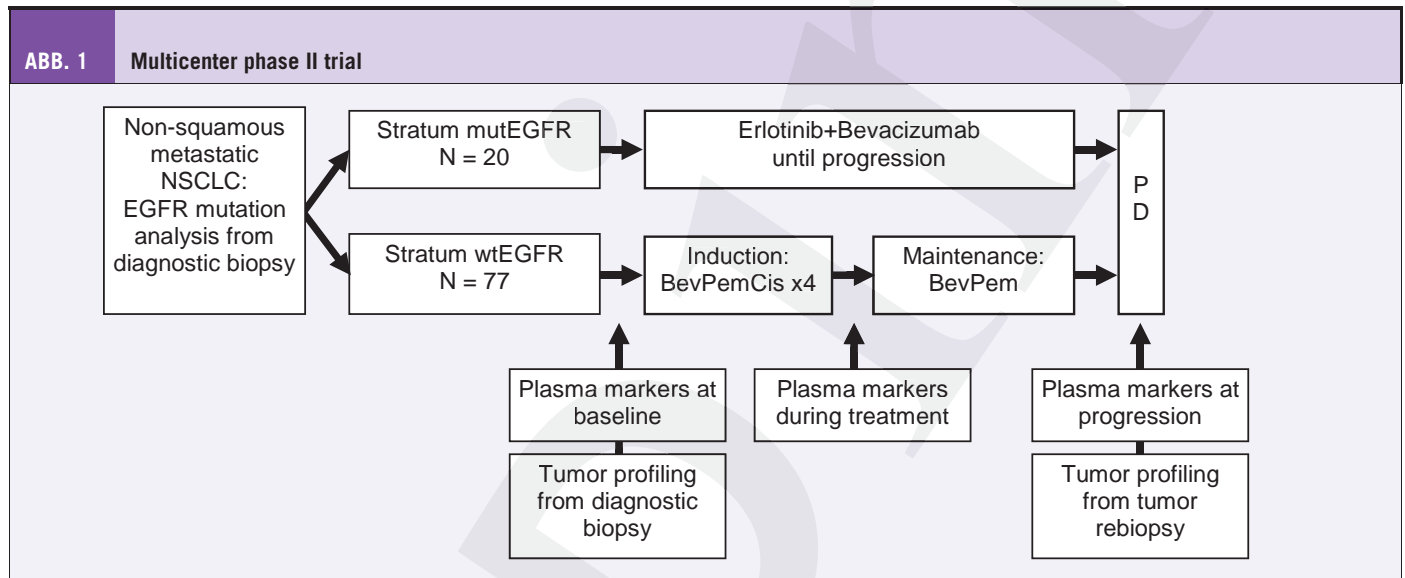 ABB. 1
Multicenter phase II trial
Non-squamous
metastatic
NSCLC:
EGFR mutation
analysis from
diagnostic biopsy
Stratum mutEGFR
N = 20
Erlotinib+Bevacizumab
until progression
Stratum wtEGFR
N = 77
Induction:
BevPemCis x4
Maintenance:
BevPem
P
D
Plasma markers at
baseline
Tumor profiling
from diagnostic
biopsy
Plasma markers
during treatment
Plasma markers at
progression
Tumor profiling
from tumor
rebiopsy